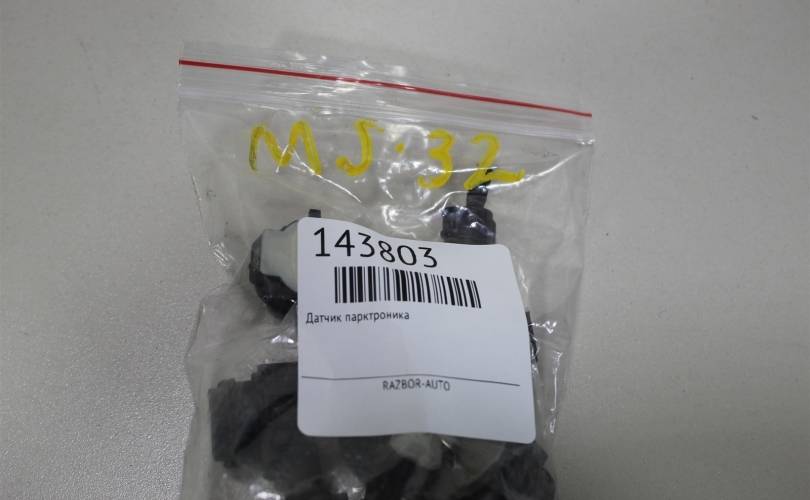 MJ.32
143803
Датчик парктроника
RAZBOR-AUTO